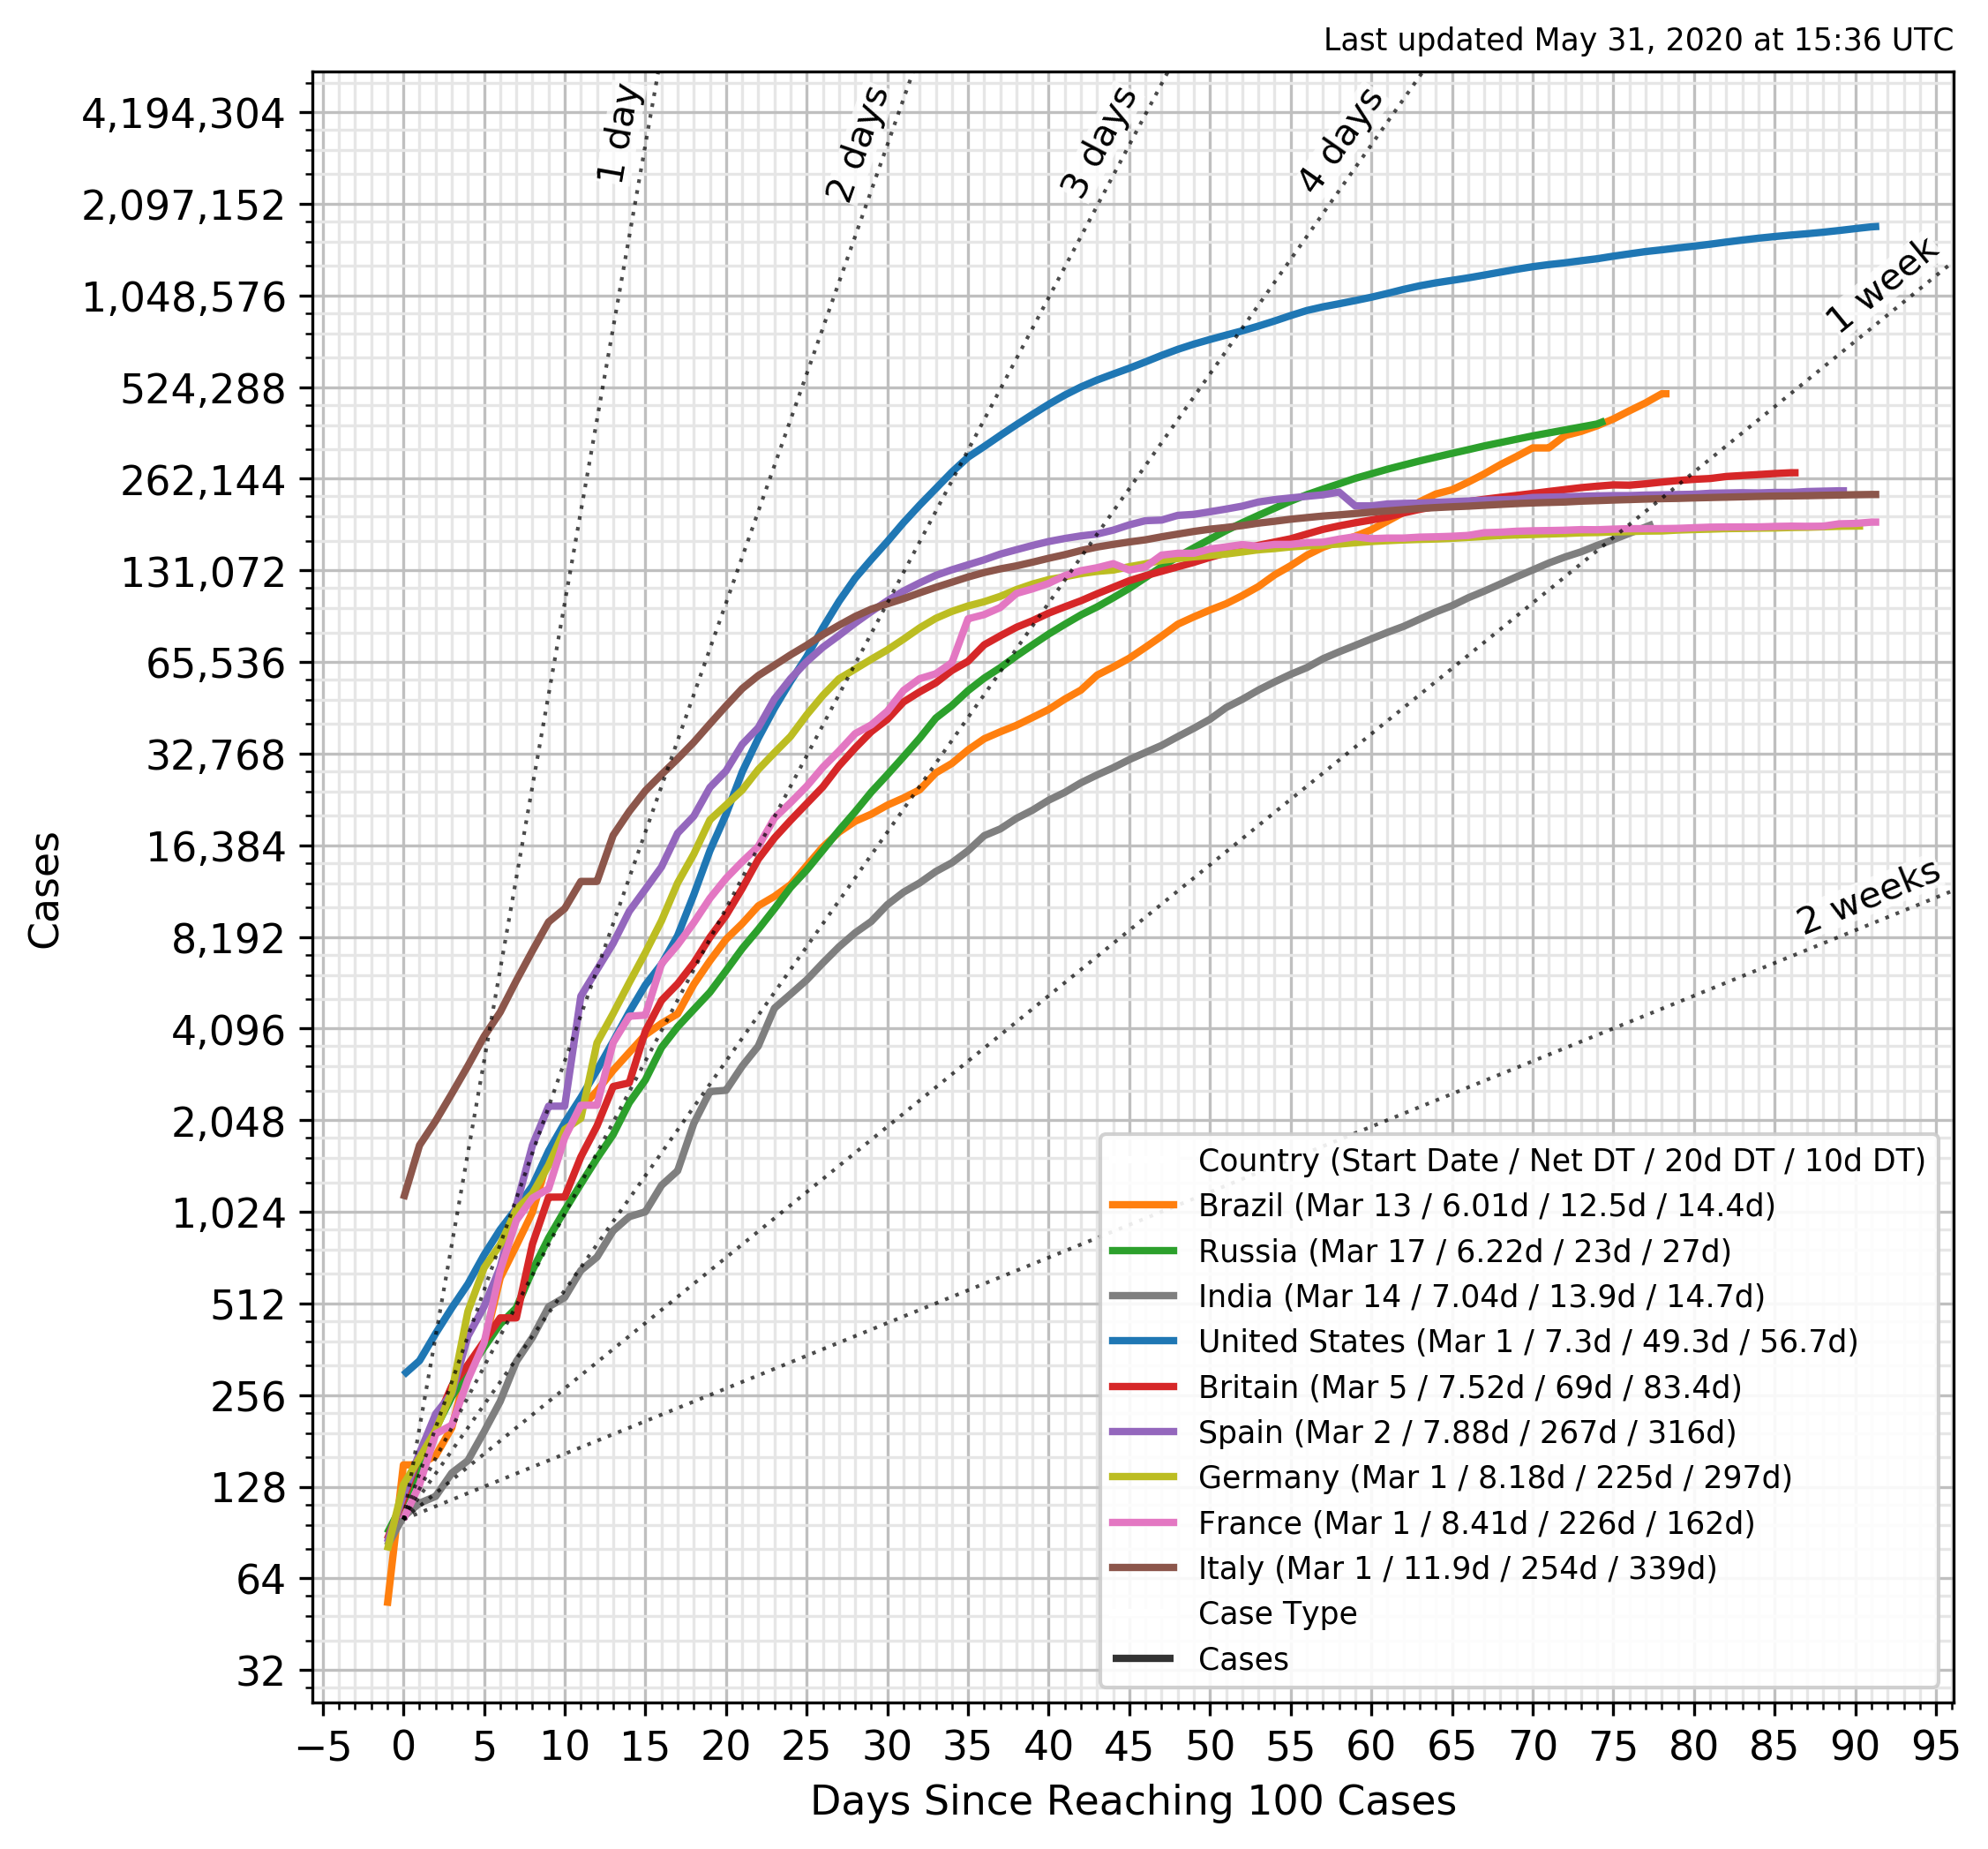 Last updated May 31, 2020 at 15:36 UTC
4,194,304
2,097,152
1,048,576
524,288
262,144
131,072
65,536
32,768
16,384
8,192
4,096
2,048
1,024
512
256
128
64
32
Cases
1 day
2 days
3 days
4 days
1 week
2 weeks
Country (Start Date / Net DT / 20d DT / 10d DT)
Brazil (Mar 13 / 6.01d / 12.5d / 14.4d)
Russia (Mar 17 / 6.22d / 23d / 27d)
India (Mar 14 / 7.04d / 13.9d / 14.7d)
United States (Mar 1 / 7.3d / 49.3d / 56.7d)
Britain (Mar 5 / 7.52d / 69d / 83.4d)
Spain (Mar 2 / 7.88d / 267d / 316d)
Germany (Mar 1 / 8.18d / 225d / 297d)
France (Mar 1 / 8.41d / 226d / 162d)
Italy (Mar 1 / 11.9d / 254d / 339d)
Case Type
Cases
−5 0 5 10 15 20 25 30 35 40 45 50 55 60 65 70 75 80 85 90 95
Days Since Reaching 100 Cases